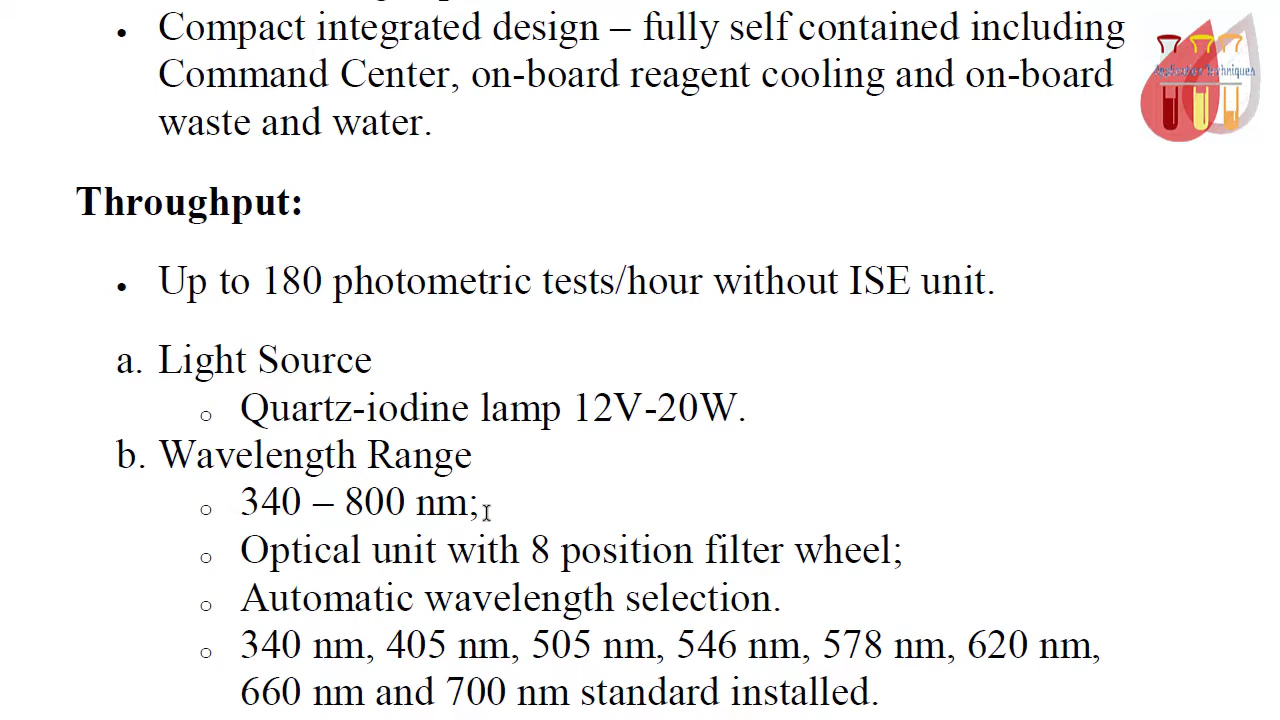 • Compact integrated design – fully self contained including
Command Center, on-board reagent cooling and on-board
waste and water.
Application Techniques
Throughput:
• Up to 180 photometric tests/hour without ISE unit.
a. Light Source
o Quartz-iodine lamp 12V-20W.
b. Wavelength Range
o 340 – 800 nm;
o Optical unit with 8 position filter wheel;
o Automatic wavelength selection.
o 340 nm, 405 nm, 505 nm, 546 nm, 578 nm, 620 nm,
660 nm and 700 nm standard installed.